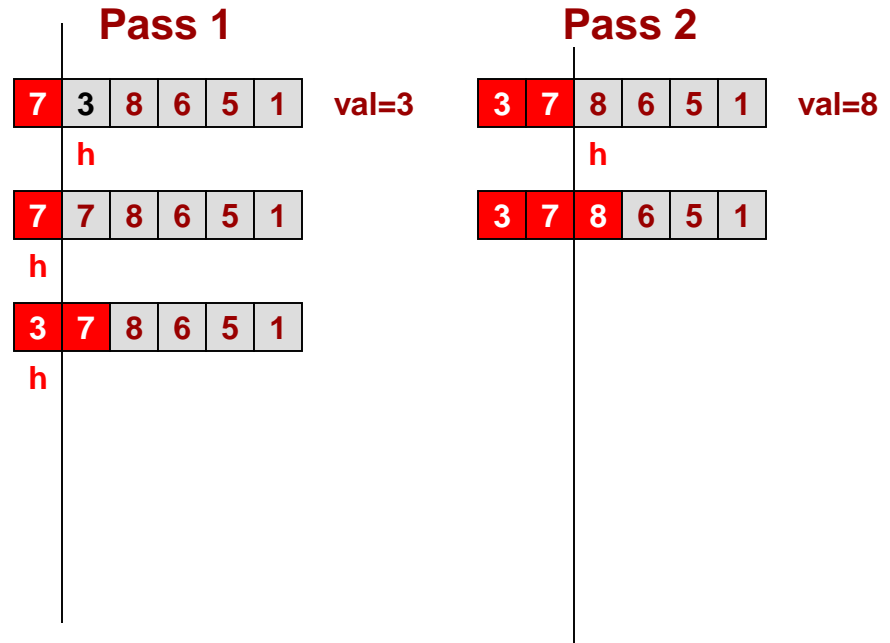 Pass 1
7 3 8 6 5 1 val=3
h
7 7 8 6 5 1
h
3 7 8 6 5 1
h
Pass 2
3 7 8 6 5 1 val=8
h
3 7 8 6 5 1